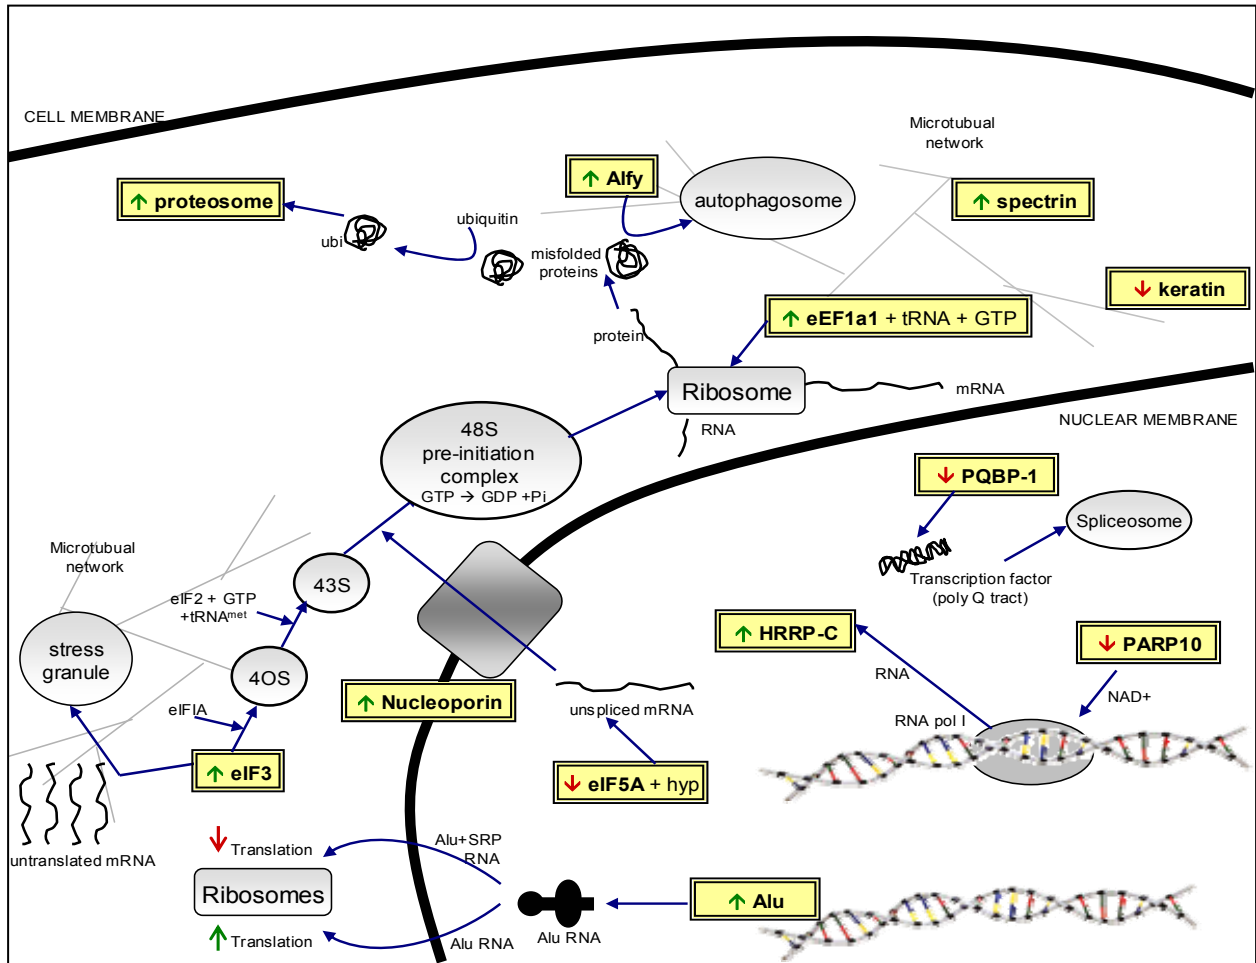 CELL MEMBRANE
Microtubual
network
↑ Alfy
autophagosome
↑ proteosome
↑ spectrin
ubiquitin
ubi
misfolded
proteins
↓ keratin
↑ eEF1a1 + tRNA + GTP
protein
Ribosome
mRNA
RNA
NUCLEAR MEMBRANE
48S
pre-initiation
complex
GTP → GDP +Pi
↓ PQBP-1
Spliceosome
Transcription factor
(poly Q tract)
Microtubual
network
43S
eIF2 + GTP
+tRNAmet
stress
granule
4OS
↑ HRRP-C
↓ PARP10
RNA
NAD+
↑ Nucleoporin
unspliced mRNA
RNA pol I
eIFIA
↑ eIF3
↓ eIF5A + hyp
untranslated mRNA
↓ Translation
Alu+SRP
RNA
Ribosomes
↑ Alu
↑ Translation
Alu RNA
Alu RNA